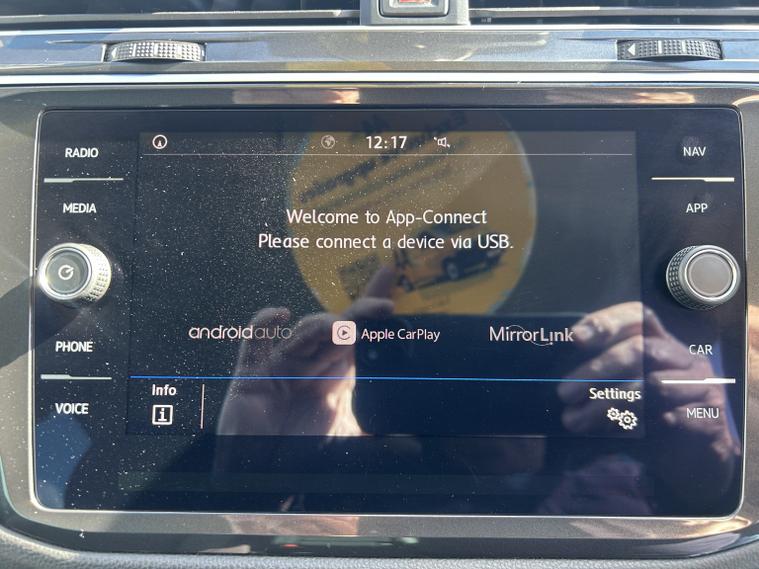 12:17
RADIO
NAV
MEDIA
APP
Welcome to App-Connect
Please connect a device via USB.
androidauto
Apple CarPlay
MirrorLink
PHONE
CAR
Info
Settings
VOICE
MENU